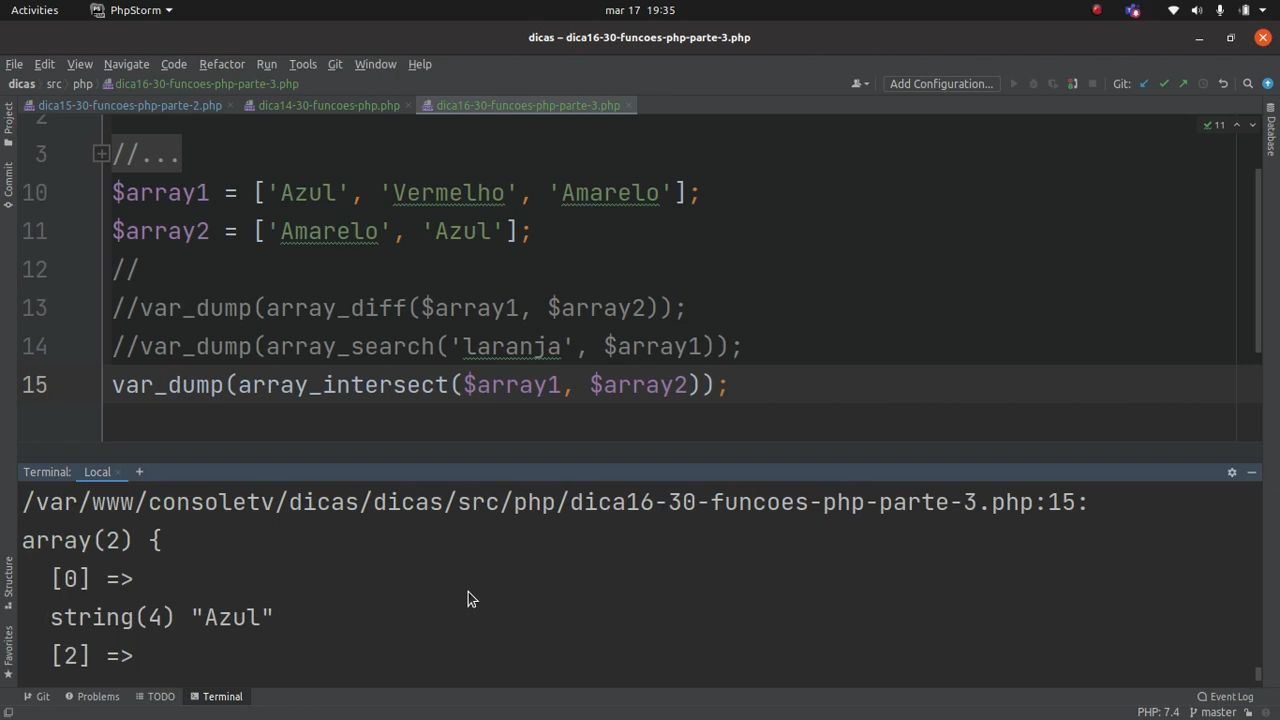 Activities PhpStorm mar 17 19:35
dicas – dica16-30-funcoes-php-parte-3.php
File Edit View Navigate Code Refactor Run Tools Git Window Help
dicas src php dica16-30-funcoes-php-parte-3.php Add Configuration... Git:
dica15-30-funcoes-php-parte-2.php dica14-30-funcoes-php.php dica16-30-funcoes-php-parte-3.php
Project
Commit
Structure
Favorites
Database
11
2
3 //...
10 $array1 = ['Azul', 'Vermelho', 'Amarelo'];
11 $array2 = ['Amarelo', 'Azul'];
12 //
13 //var_dump(array_diff($array1, $array2));
14 //var_dump(array_search('laranja', $array1));
15 var_dump(array_intersect($array1, $array2));
Terminal: Local +
/var/www/consoletv/dicas/dicas/src/php/dica16-30-funcoes-php-parte-3.php:15:
array(2) {
[0] =>
string(4) "Azul"
[2] =>
Git Problems TODO Terminal Event Log
PHP: 7.4 master